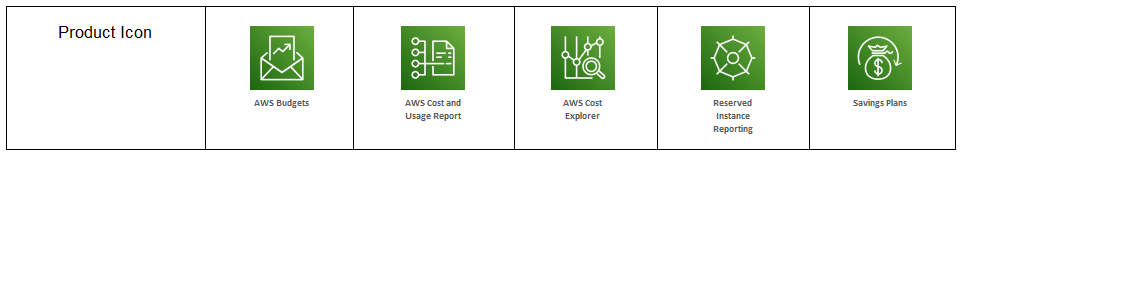 Product Icon
AWS Budgets
AWS Cost and
Usage Report
AWS Cost
Explorer
Reserved
Instance
Reporting
Savings Plans